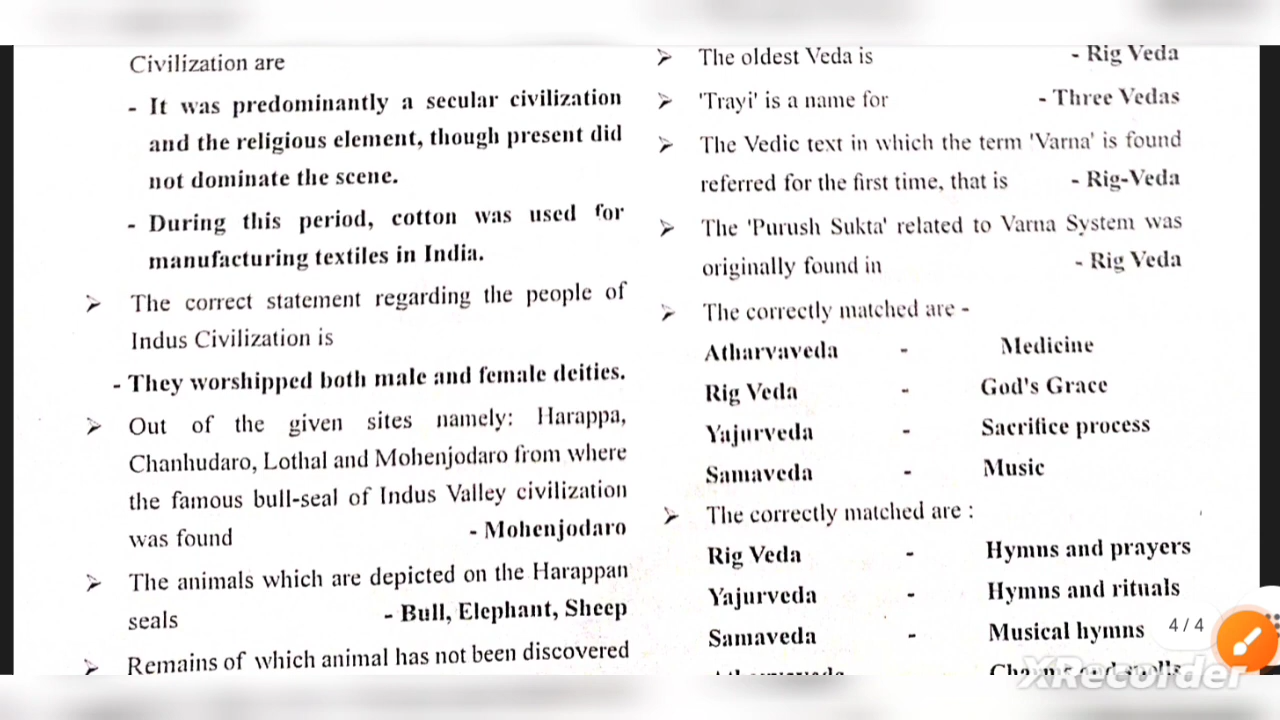 Civilization are
- It was predominantly a secular civilization
and the religious element, though present did
not dominate the scene.
- During this period, cotton was used for
manufacturing textiles in India.
➢ The correct statement regarding the people of
Indus Civilization is
- They worshipped both male and female deities.
➢ Out of the given sites namely: Harappa,
Chanhudaro, Lothal and Mohenjodaro from where
the famous bull-seal of Indus Valley civilization
was found - Mohenjodaro
➢ The animals which are depicted on the Harappan
seals - Bull, Elephant, Sheep
➢ Remains of which animal has not been discovered
➢ The oldest Veda is - Rig Veda
➢ 'Trayi' is a name for - Three Vedas
➢ The Vedic text in which the term 'Varna' is found
referred for the first time, that is - Rig-Veda
➢ The 'Purush Sukta' related to Varna System was
originally found in - Rig Veda
➢ The correctly matched are -
Atharvaveda - Medicine
Rig Veda - God's Grace
Yajurveda - Sacrifice process
Samaveda - Music
➢ The correctly matched are :
Rig Veda - Hymns and prayers
Yajurveda - Hymns and rituals
Samaveda - Musical hymns
4 / 4
XRecorder